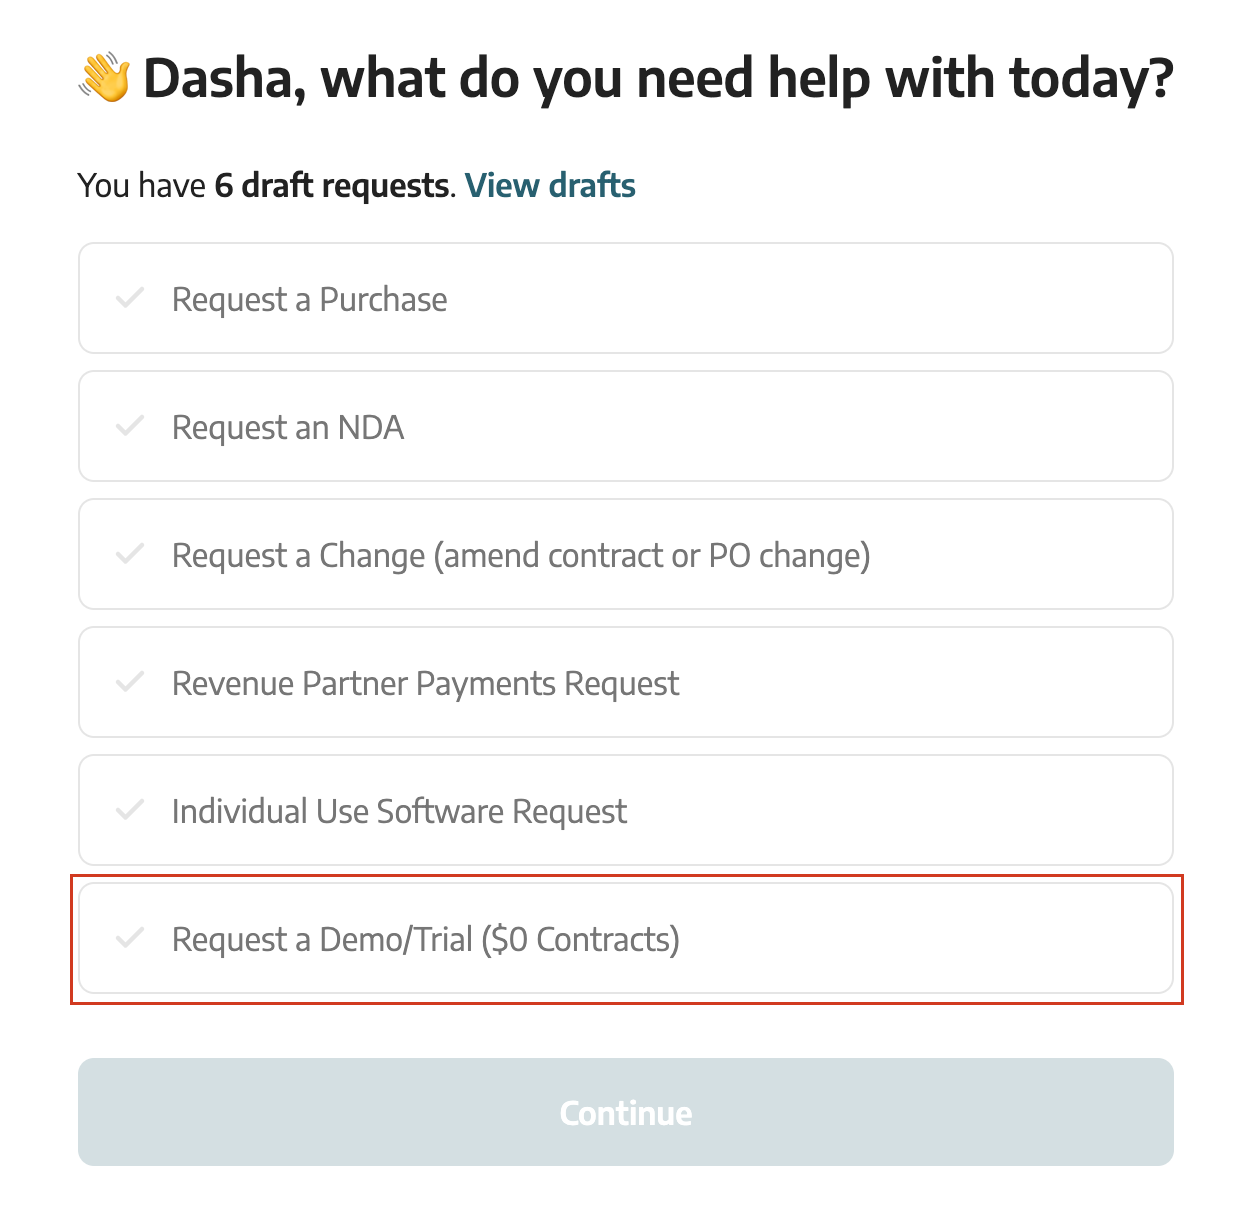 👋 Dasha, what do you need help with today?
You have 6 draft requests. View drafts
Request a Purchase
Request an NDA
Request a Change (amend contract or PO change)
Revenue Partner Payments Request
Individual Use Software Request
Request a Demo/Trial ($0 Contracts)
Continue